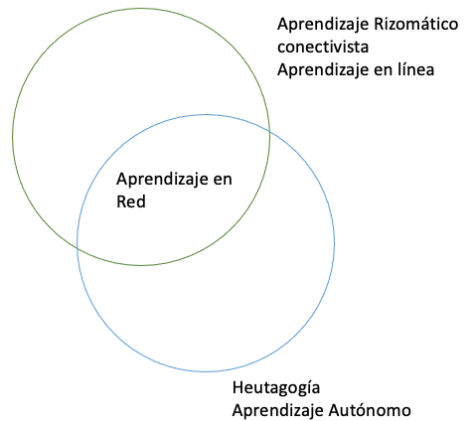 Aprendizaje Rizomático
conectivista
Aprendizaje en línea
Aprendizaje en
Red
Heutagogía
Aprendizaje Autónomo